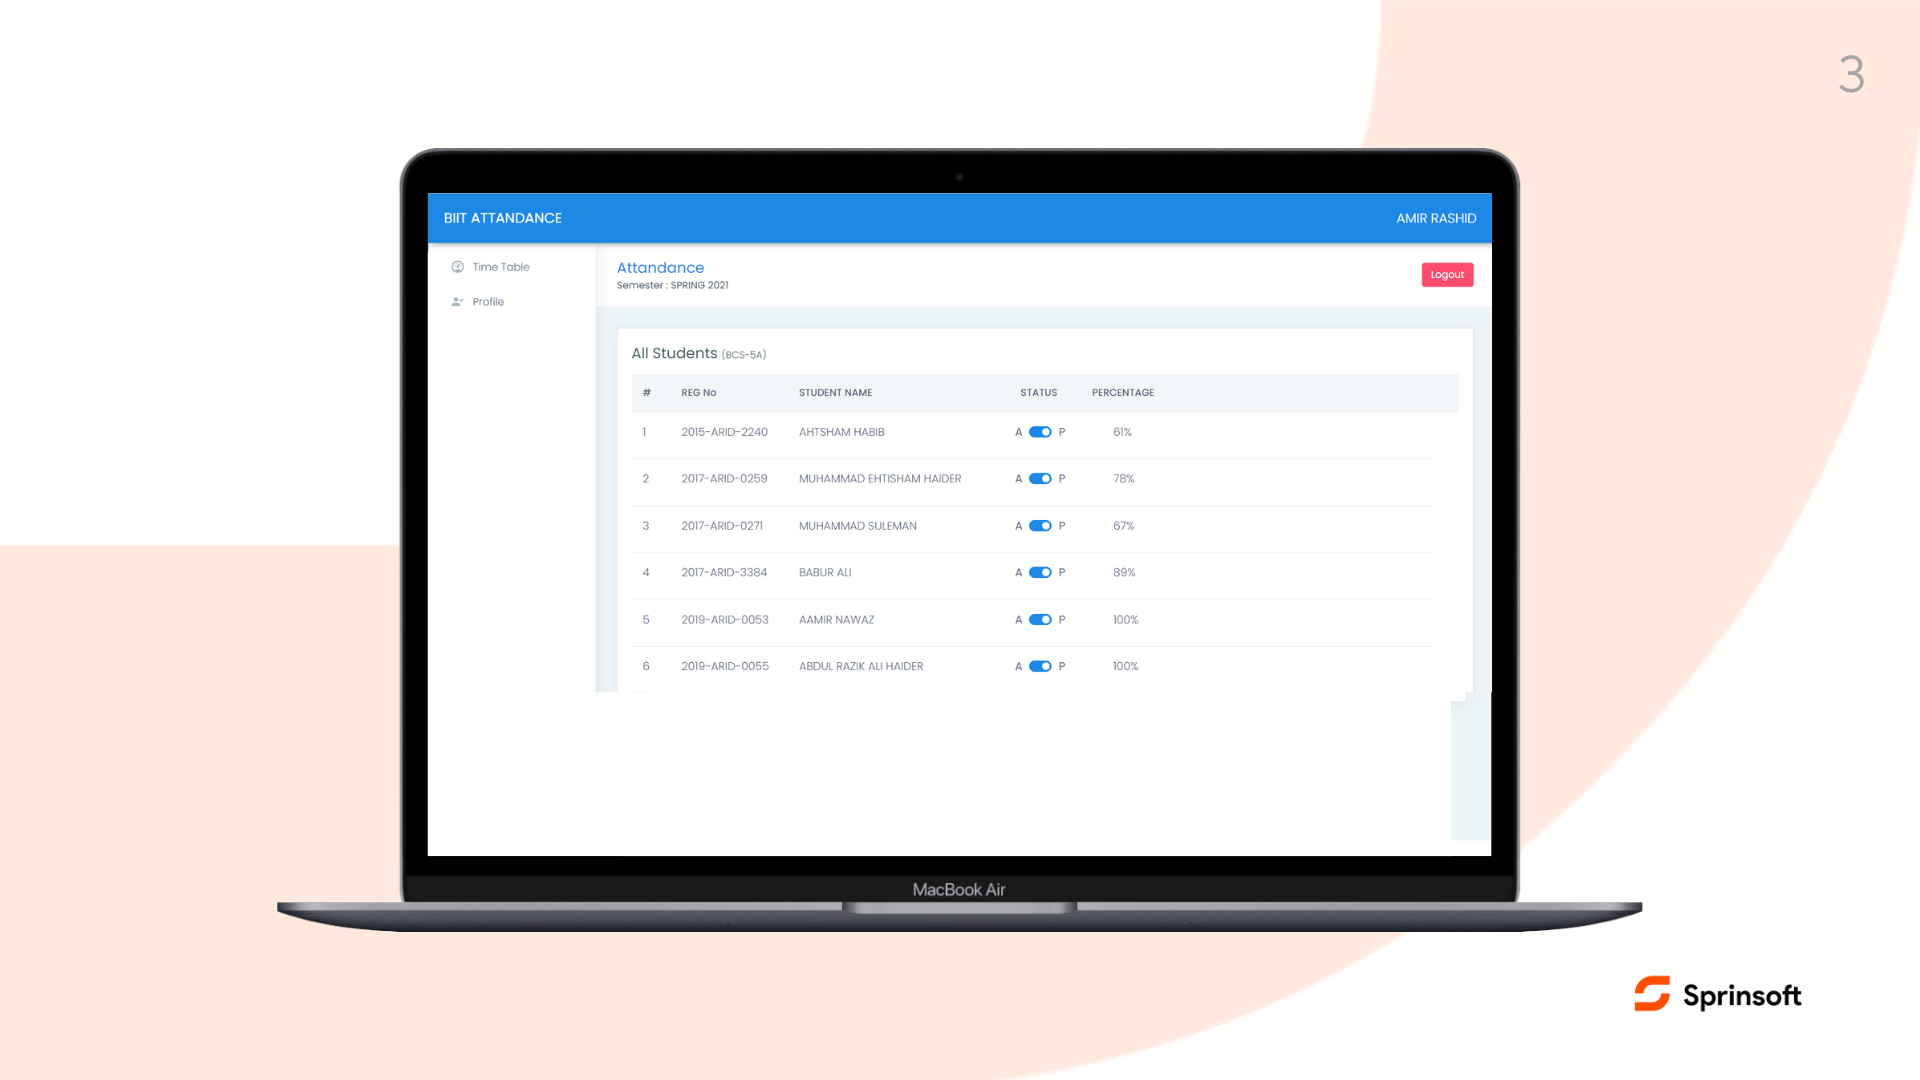 3
BIIT ATTANDANCE AMIR RASHID
Time Table
Profile
Attandance
Semester : SPRING 2021
Logout
All Students (BCS-5A)
# REG No STUDENT NAME STATUS PERCENTAGE
1 2015-ARID-2240 AHTSHAM HABIB A P 61%
2 2017-ARID-0259 MUHAMMAD EHTISHAM HAIDER A P 78%
3 2017-ARID-0271 MUHAMMAD SULEMAN A P 67%
4 2017-ARID-3384 BABUR ALI A P 89%
5 2019-ARID-0053 AAMIR NAWAZ A P 100%
6 2019-ARID-0055 ABDUL RAZIK ALI HAIDER A P 100%
MacBook Air
Sprinsoft